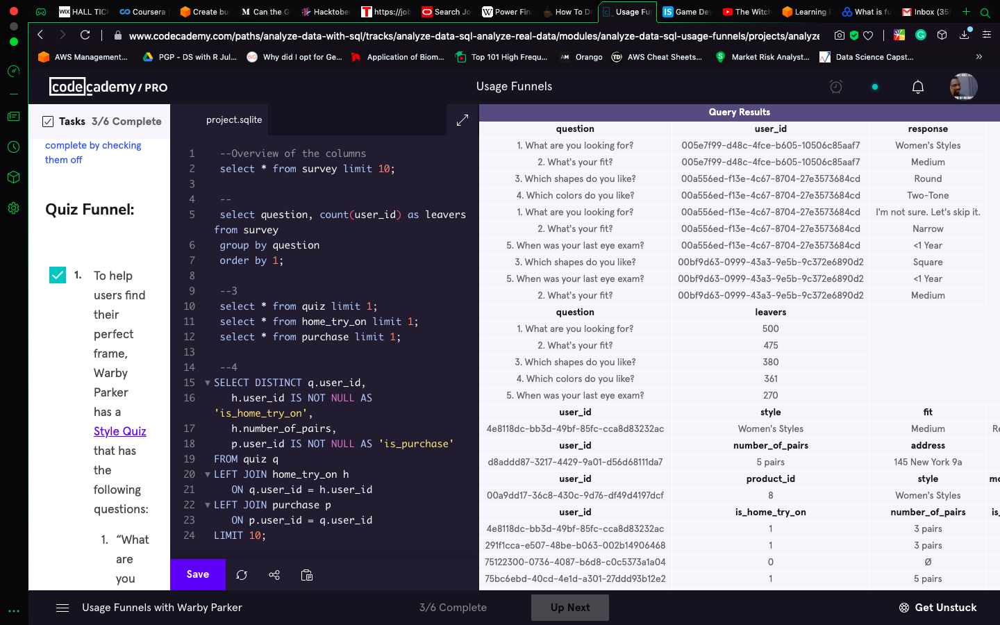 HALL TICK
Coursera
Create bu
Can the G
Hacktober
https://job
Search Jo
Power Fin
How To Dr
Usage Fun
Game Dev
The Witch
Learning P
What is fu
Inbox (35
www.codecademy.com/paths/analyze-data-with-sql/tracks/analyze-data-sql-analyze-real-data/modules/analyze-data-sql-usage-funnels/projects/analyze
AWS Management...
PGP - DS with R Jul...
Why did I opt for Ge...
Application of Biom...
Top 101 High Frequ...
Orango
AWS Cheat Sheets...
Market Risk Analyst...
Data Science Capst...
codecademy/PRO
Usage Funnels
Tasks 3/6 Complete
complete by checking
them off
Quiz Funnel:
1. To help
users find
their
perfect
frame,
Warby
Parker
has a
Style Quiz
that has
the
following
questions:
1. “What
are
you
project.sqlite
1 --Overview of the columns
2 select * from survey limit 10;
3
4 --
5 select question, count(user_id) as leavers
from survey
6 group by question
7 order by 1;
8
9 --3
10 select * from quiz limit 1;
11 select * from home_try_on limit 1;
12 select * from purchase limit 1;
13
14 --4
15 SELECT DISTINCT q.user_id,
16 h.user_id IS NOT NULL AS
'is_home_try_on',
17 h.number_of_pairs,
18 p.user_id IS NOT NULL AS 'is_purchase'
19 FROM quiz q
20 LEFT JOIN home_try_on h
21 ON q.user_id = h.user_id
22 LEFT JOIN purchase p
23 ON p.user_id = q.user_id
24 LIMIT 10;
Save
Query Results
question user_id response
1. What are you looking for? 005e7f99-d48c-4fce-b605-10506c85aaf7 Women's Styles
2. What's your fit? 005e7f99-d48c-4fce-b605-10506c85aaf7 Medium
3. Which shapes do you like? 00a556ed-f13e-4c67-8704-27e3573684cd Round
4. Which colors do you like? 00a556ed-f13e-4c67-8704-27e3573684cd Two-Tone
1. What are you looking for? 00a556ed-f13e-4c67-8704-27e3573684cd I'm not sure. Let's skip it.
2. What's your fit? 00a556ed-f13e-4c67-8704-27e3573684cd Narrow
5. When was your last eye exam? 00a556ed-f13e-4c67-8704-27e3573684cd <1 Year
3. Which shapes do you like? 00bf9d63-0999-43a3-9e5b-9c372e6890d2 Square
5. When was your last eye exam? 00bf9d63-0999-43a3-9e5b-9c372e6890d2 <1 Year
2. What's your fit? 00bf9d63-0999-43a3-9e5b-9c372e6890d2 Medium
question leavers
1. What are you looking for? 500
2. What's your fit? 475
3. Which shapes do you like? 380
4. Which colors do you like? 361
5. When was your last eye exam? 270
user_id style fit
4e8118dc-bb3d-49bf-85fc-cca8d83232ac Women's Styles Medium Re
user_id number_of_pairs address
d8addd87-3217-4429-9a01-d56d68111da7 5 pairs 145 New York 9a
user_id product_id style mo
00a9dd17-36c8-430c-9d76-df49d4197dcf 8 Women's Styles
user_id is_home_try_on number_of_pairs is_
4e8118dc-bb3d-49bf-85fc-cca8d83232ac 1 3 pairs
291f1cca-e507-48be-b063-002b14906468 1 3 pairs
75122300-0736-4087-b6d8-c0c5373a1a04 0 Ø
75bc6ebd-40cd-4e1d-a301-27ddd93b12e2 1 5 pairs
Usage Funnels with Warby Parker
3/6 Complete
Up Next
Get Unstuck